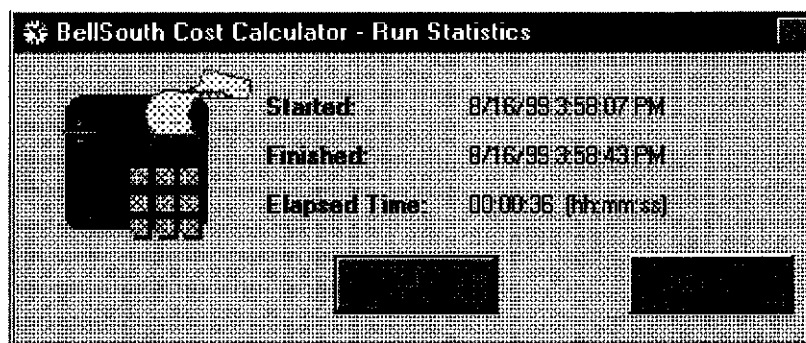 BellSouth Cost Calculator - Run Statistics
Started: 8/16/99 3:58:07 PM
Finished: 8/16/99 3:58:43 PM
Elapsed Time: 00:00:36 (hh:mm:ss)